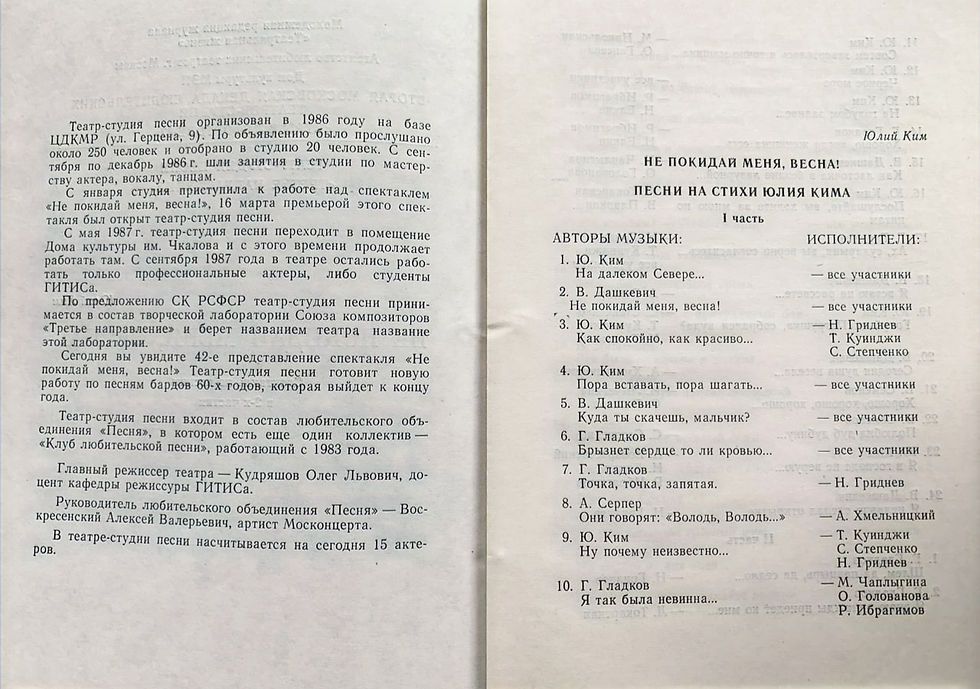 Театр-студия песни организован в 1986 году на базе
ЦДКМР (ул. Герцена, 9). По объявлению было прослушано
около 250 человек и отобрано в студию 20 человек. С сен-
тября по декабрь 1986 г. шли занятия в студии по мастер-
ству актера, вокалу, танцам.
С января студия приступила к работе над спектаклем
«Не покидай меня, весна!», 16 марта премьерой этого спек-
такля был открыт театр-студия песни.
С мая 1987 г. театр-студия песни переходит в помещение
Дома культуры им. Чкалова и с этого времени продолжает
работать там. С сентября 1987 года в театре остались рабо-
тать только профессиональные актеры, либо студенты
ГИТИСа.
По предложению СК РСФСР театр-студия песни прини-
мается в состав творческой лаборатории Союза композиторов
«Третье направление» и берет названием театра название
этой лаборатории.
Сегодня вы увидите 42-е представление спектакля «Не
покидай меня, весна!» Театр-студия песни готовит новую
работу по песням бардов 60-х годов, которая выйдет к концу
года.
Театр-студия песни входит в состав любительского объ-
единения «Песня», в котором есть еще один коллектив —
«Клуб любительской песни», работающий с 1983 года.
Главный режиссер театра — Кудряшов Олег Львович, до-
цент кафедры режиссуры ГИТИСа.
Руководитель любительского объединения «Песня» — Вос-
кресенский Алексей Валерьевич, артист Москонцерта.
В театре-студии песни насчитывается на сегодня 15 акте-
ров.
Юлий Ким
НЕ ПОКИДАЙ МЕНЯ, ВЕСНА!
ПЕСНИ НА СТИХИ ЮЛИЯ КИМА
I часть
АВТОРЫ МУЗЫКИ: ИСПОЛНИТЕЛИ:
1. Ю. Ким
На далеком Севере... — все участники
2. В. Дашкевич
Не покидай меня, весна! — все участники
3. Ю. Ким — Н. Гриднев
Как спокойно, как красиво... Т. Куинджи
С. Степченко
4. Ю. Ким
Пора вставать, пора шагать... — все участники
5. В. Дашкевич
Куда ты скачешь, мальчик? — все участники
6. Г. Гладков
Брызнет сердце то ли кровью... — все участники
7. Г. Гладков
Точка, точка, запятая. — Н. Гриднев
8. А. Серпер
Они говорят: «Володь, Володь...» — А. Хмельницкий
9. Ю. Ким — Т. Куинджи
Ну почему неизвестно... С. Степченко
Н. Гриднев
10. Г. Гладков — М. Чаплыгина
Я так была невинна... О. Голованова
Р. Ибрагимов